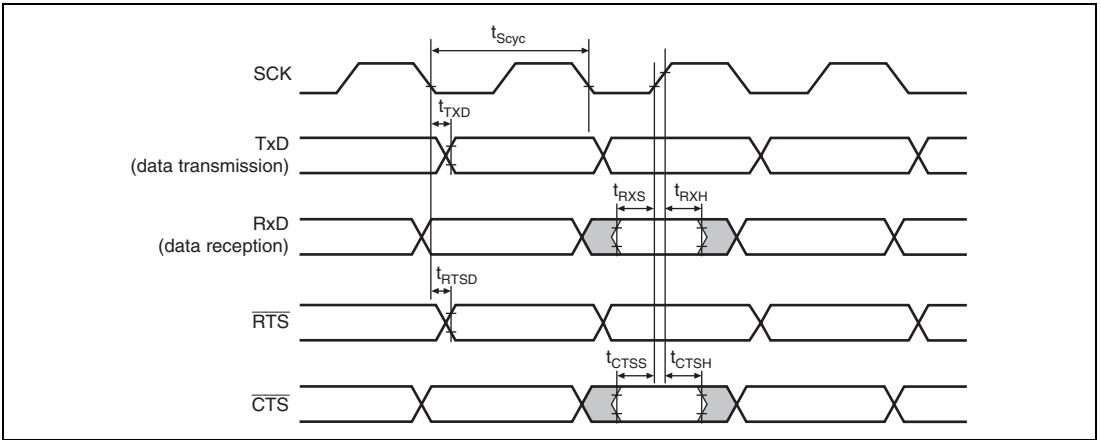 tScyc
SCK
tTXD
TxD
(data transmission)
tRXS tRXH
RxD
(data reception)
tRTSD
RTS
tCTSS tCTSH
CTS